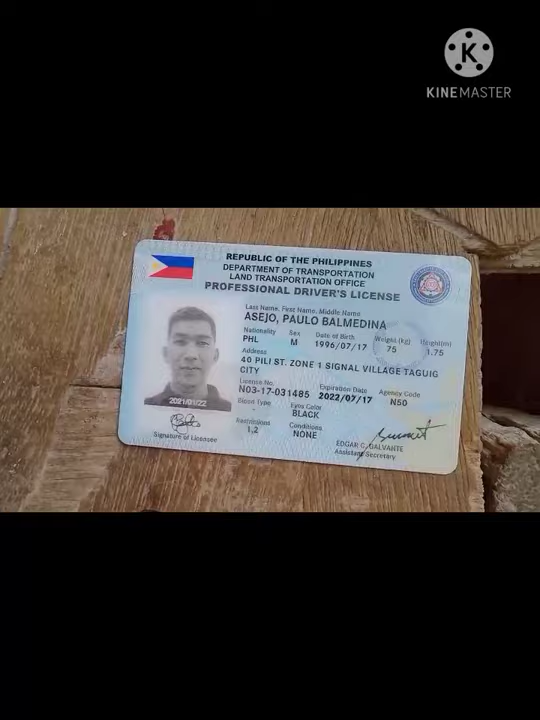 KINEMASTER
REPUBLIC OF THE PHILIPPINES
DEPARTMENT OF TRANSPORTATION
LAND TRANSPORTATION OFFICE
PROFESSIONAL DRIVER'S LICENSE
Last Name, First Name, Middle Name
ASEJO, PAULO BALMEDINA
Nationality Sex Date of Birth Weight (kg) Height(m)
PHL M 1996/07/17 75 1.75
Address
40 PILI ST. ZONE 1 SIGNAL VILLAGE TAGUIG
CITY
License No. Expiration Date Agency Code
N03-17-031485 2022/07/17 N50
Blood Type Eyes Color
BLACK
Restrictions Conditions
1,2 NONE
2021/01/22
Signature of Licensee
EDGAR C. GALVANTE
Assistant Secretary